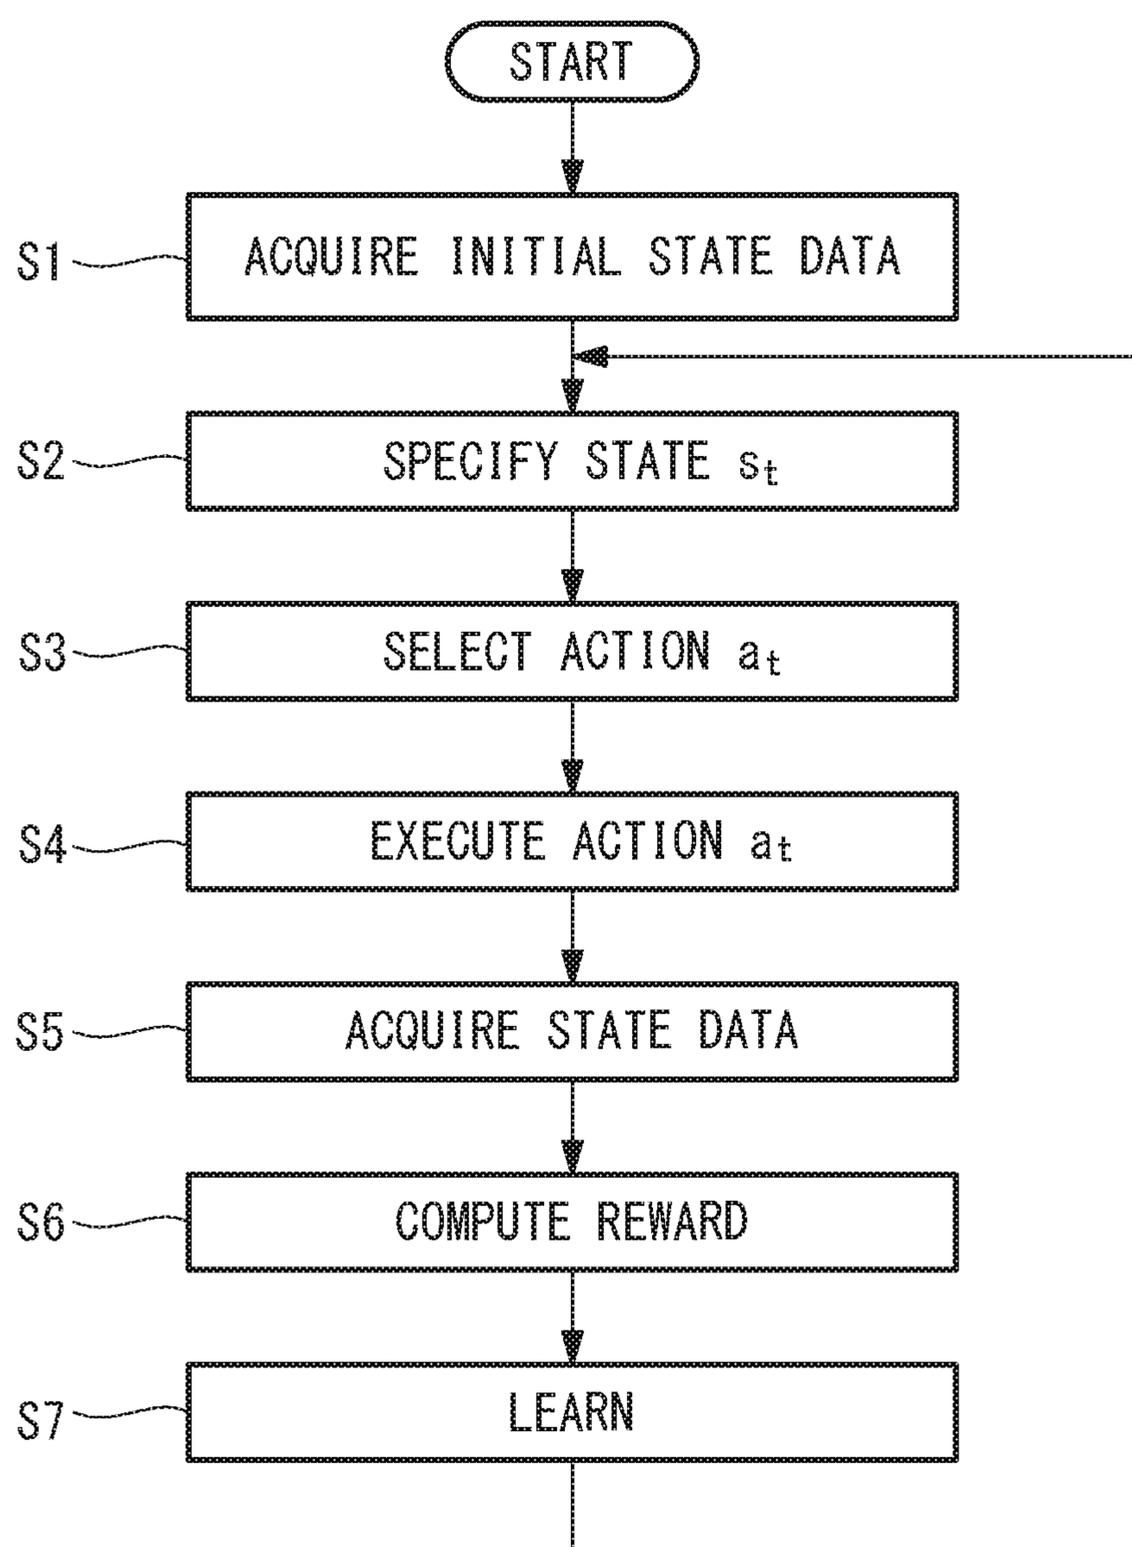 START
S1 ACQUIRE INITIAL STATE DATA
S2 SPECIFY STATE sₜ
S3 SELECT ACTION aₜ
S4 EXECUTE ACTION aₜ
S5 ACQUIRE STATE DATA
S6 COMPUTE REWARD
S7 LEARN